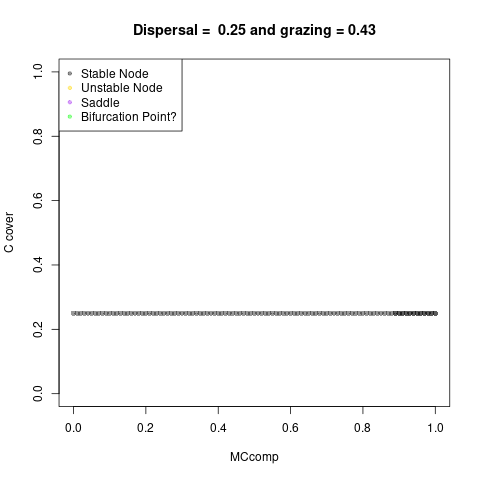 Dispersal =  0.25 and grazing = 0.43
Stable Node
Unstable Node
Saddle
Bifurcation Point?
1.0
0.8
0.6
0.4
0.2
0.0
C cover
0.0 0.2 0.4 0.6 0.8 1.0
MCcomp